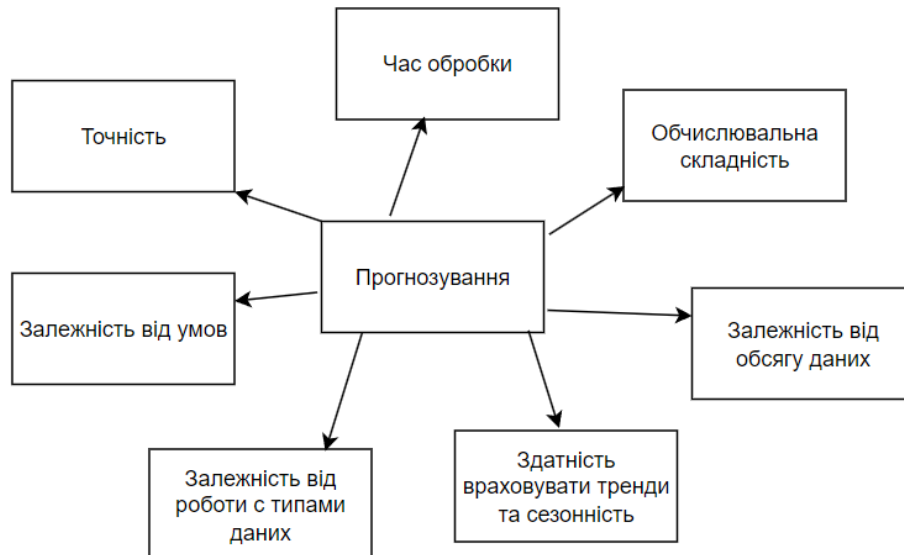 Час обробки
Точність
Обчислювальна
складність
Прогнозування
Залежність від умов
Залежність від
обсягу даних
Залежність від
роботи с типами
даних
Здатність
враховувати тренди
та сезонність